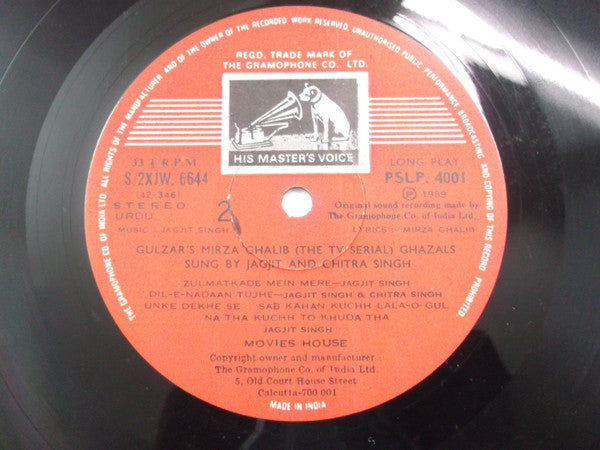 ALL RIGHTS OF THE MANUFACTURER, AND OF THE OWNER OF THE RECORDED WORK RESERVED. UNAUTHORISED PUBLIC PERFORMANCE BROADCASTING AND COPYING OF THIS RECORD PROHIBITED
REGD. TRADE MARK OF
THE GRAMOPHONE CO. LTD.
HIS MASTER'S VOICE
33 ⅓ R.P.M
S 2XJW. 6644
(42-346)
STEREO
URDU
2
MUSIC : JAGJIT SINGH
LONG PLAY
PSLP. 4001
Ⓟ 1989
Original sound recording made by
The Gramophone Co. of India Ltd.
LYRICS : MIRZA GHALIB
GULZAR'S MIRZA GHALIB (THE TV SERIAL) GHAZALS
SUNG BY JAGJIT AND CHITRA SINGH
ZULMATKADE MEIN MERE-JAGJIT SINGH
DIL-E-NADAAN TUJHE-JAGJIT SINGH & CHITRA SINGH
UNKE DEKHE SE SAB KAHAN KUCHH LALA-O-GUL
NA THA KUCHH TO KHUDA THA
JAGJIT SINGH
MOVIES HOUSE
Copyright owner and manufacturer :
The Gramophone Co. of India Ltd.
5, Old Court House Street
Calcutta-700 001
MADE IN INDIA
THE GRAMOPHONE CO. OF INDIA LTD.